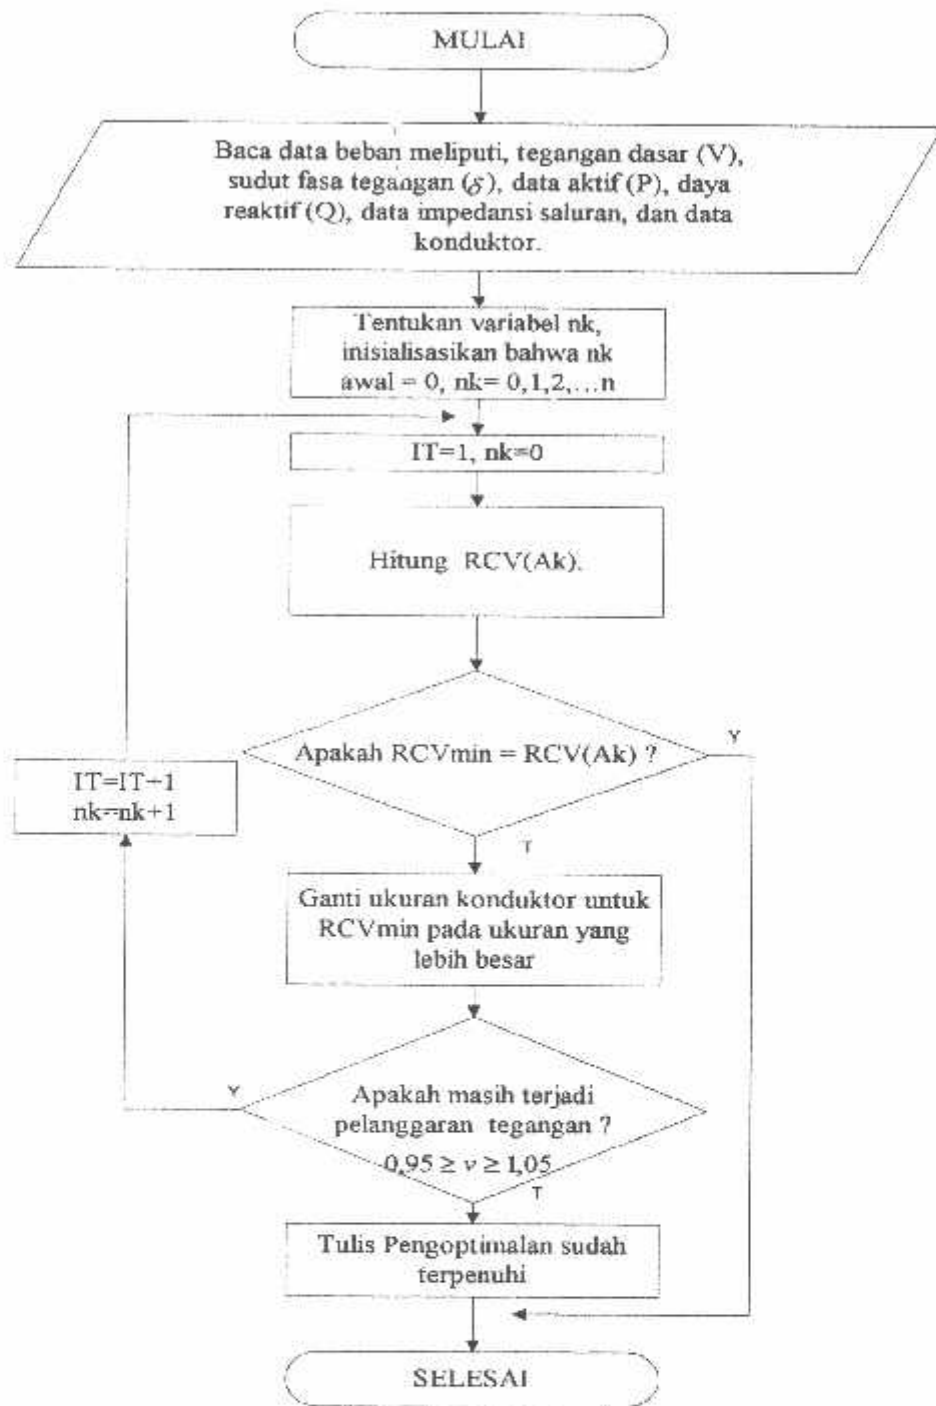 MULAI
Baca data beban meliputi, tegangan dasar (V),
sudut fasa tegangan (δ), data aktif (P), daya
reaktif (Q), data impedansi saluran, dan data
konduktor.
Tentukan variabel nk,
inisialisasikan bahwa nk
awal = 0, nk= 0,1,2,...n
IT=1, nk=0
Hitung RCV(Ak).
Apakah RCVmin = RCV(Ak) ?
Y
T
IT=IT+1
nk=nk+1
Ganti ukuran konduktor untuk
RCVmin pada ukuran yang
lebih besar
Y
Apakah masih terjadi
pelanggaran tegangan ?
0,95 ≥ v ≥ 1,05
T
Tulis Pengoptimalan sudah
terpenuhi
SELESAI